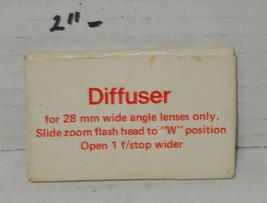 2"-
Diffuser
for 28 mm wide angle lenses only.
Slide zoom flash head to "W" position
Open 1 f/stop wider